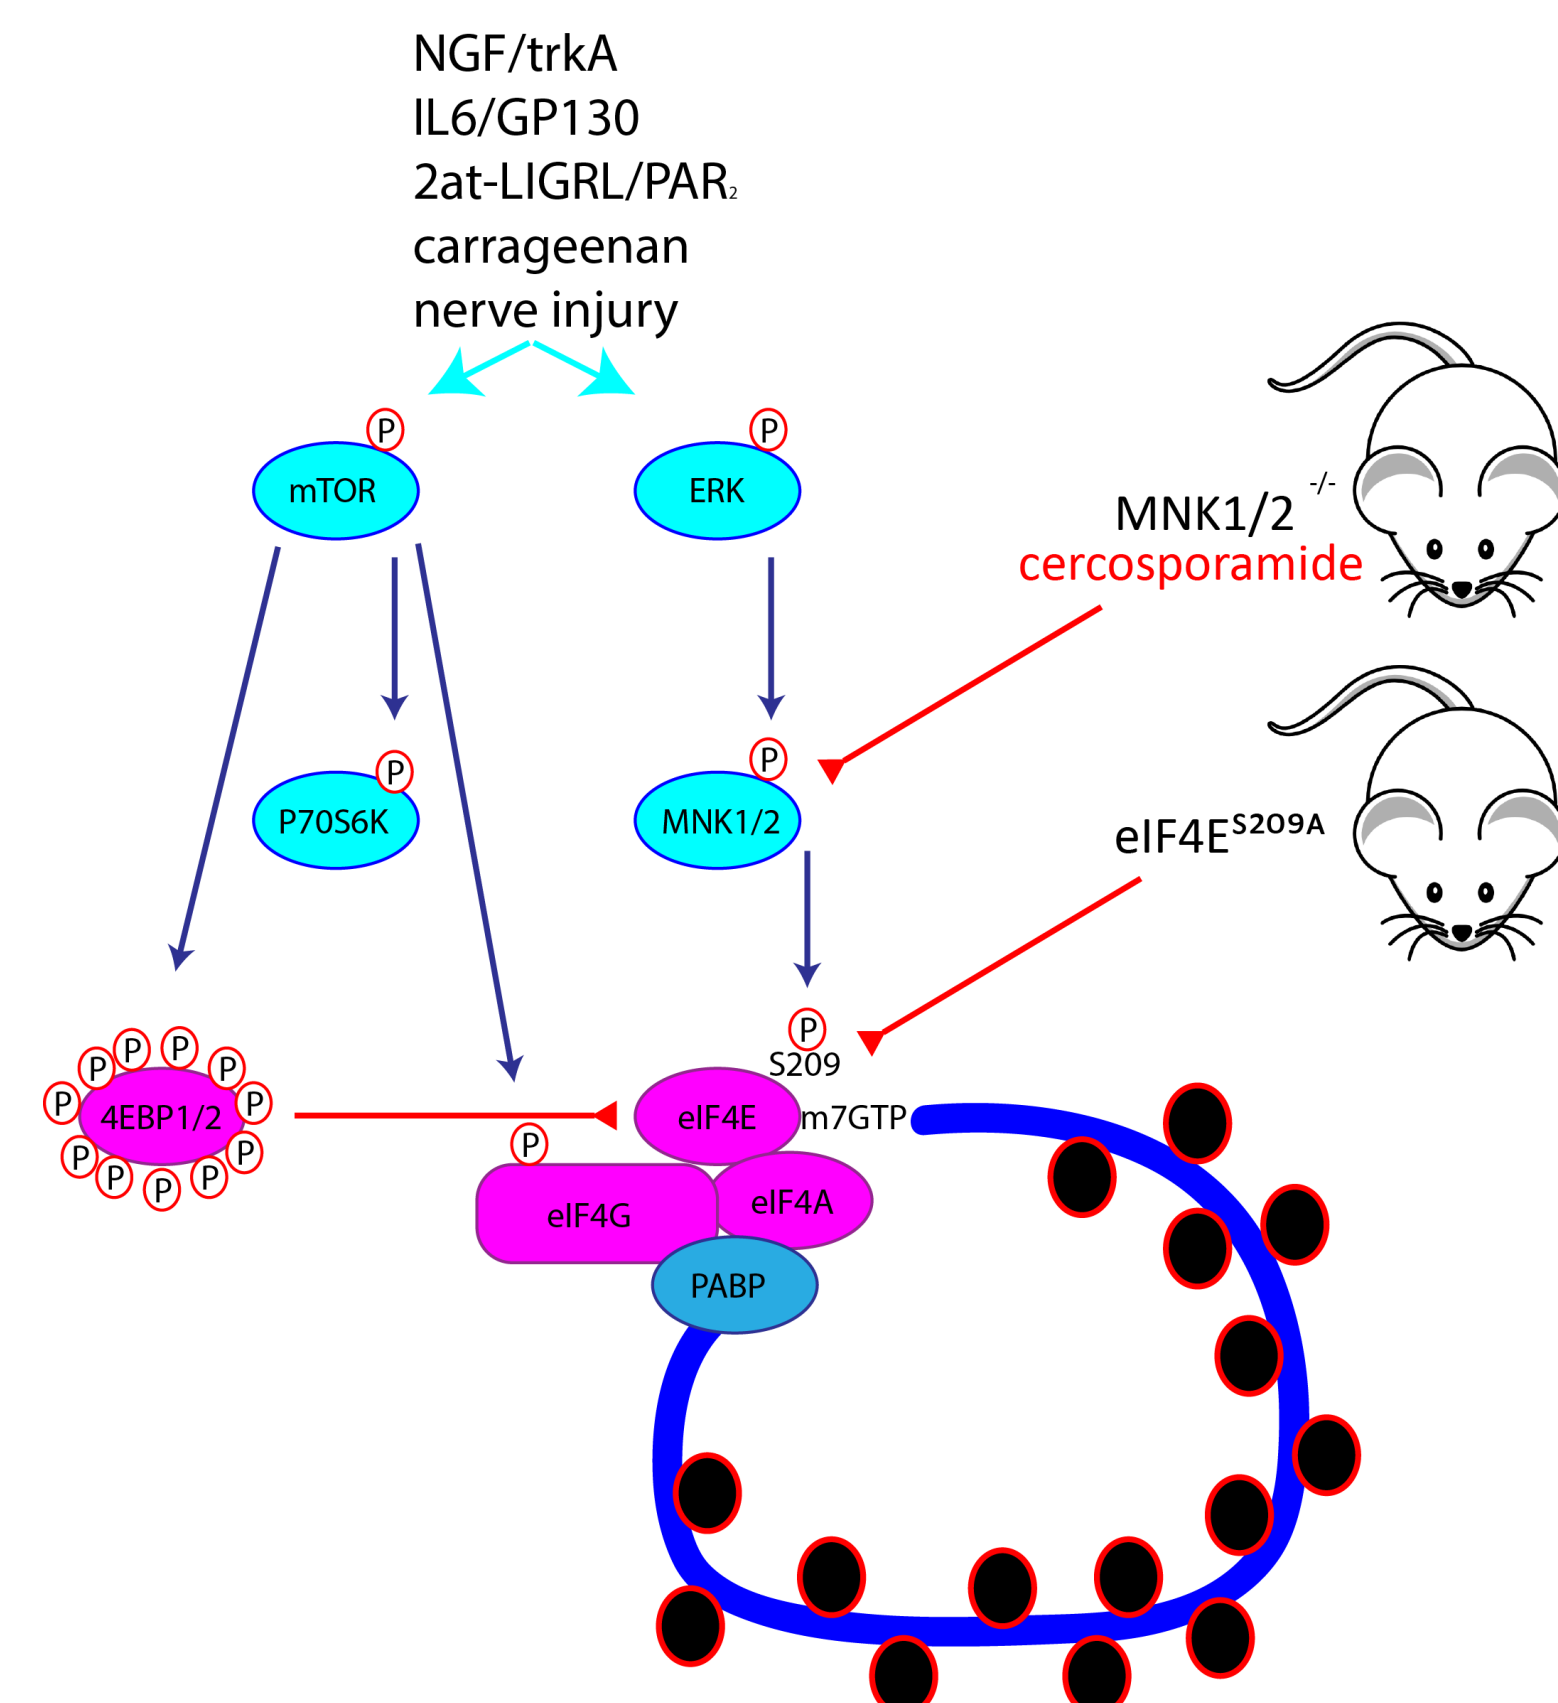 NGF/trkA
IL6/GP130
2at-LIGRL/PAR₂
carrageenan
nerve injury
P
P
mTOR
ERK
MNK1/2 -/-
cercosporamide
P
P
P70S6K
MNK1/2
eIF4E^S209A
P
S209
P
P
P
P
P
P
4EBP1/2
P
P
P
P
P
P
eIF4E
m7GTP
P
eIF4G
eIF4A
PABP